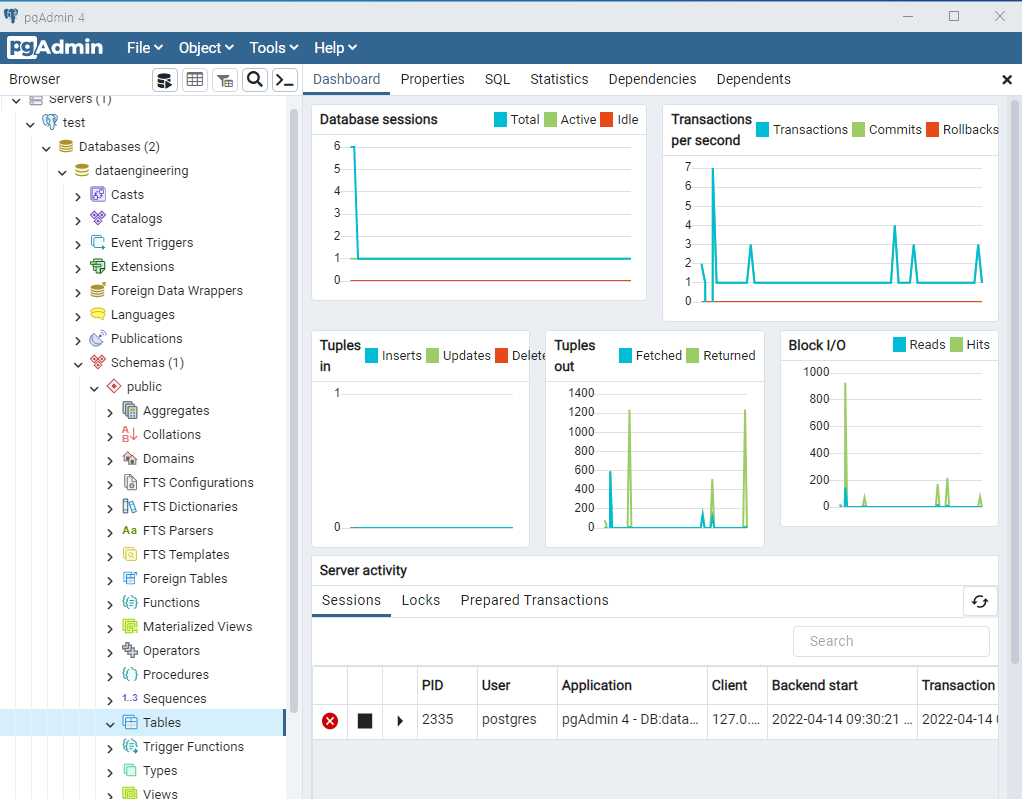 pgAdmin 4
pgAdmin File Object Tools Help
Browser
Dashboard Properties SQL Statistics Dependencies Dependents
Servers (1)
test
Databases (2)
dataengineering
Casts
Catalogs
Event Triggers
Extensions
Foreign Data Wrappers
Languages
Publications
Schemas (1)
public
Aggregates
Collations
Domains
FTS Configurations
FTS Dictionaries
Aa FTS Parsers
FTS Templates
Foreign Tables
Functions
Materialized Views
Operators
Procedures
1..3 Sequences
Tables
Trigger Functions
Types
Views
Database sessions Total Active Idle
6
5
4
3
2
1
0
Transactions per second Transactions Commits Rollbacks
7
6
5
4
3
2
1
0
Tuples in Inserts Updates Delete
1
0
Tuples out Fetched Returned
1400
1200
1000
800
600
400
200
0
Block I/O Reads Hits
1000
800
600
400
200
0
Server activity
Sessions Locks Prepared Transactions
Search
PID User Application Client Backend start Transaction
2335 postgres pgAdmin 4 - DB:data... 127.0.... 2022-04-14 09:30:21 ... 2022-04-14